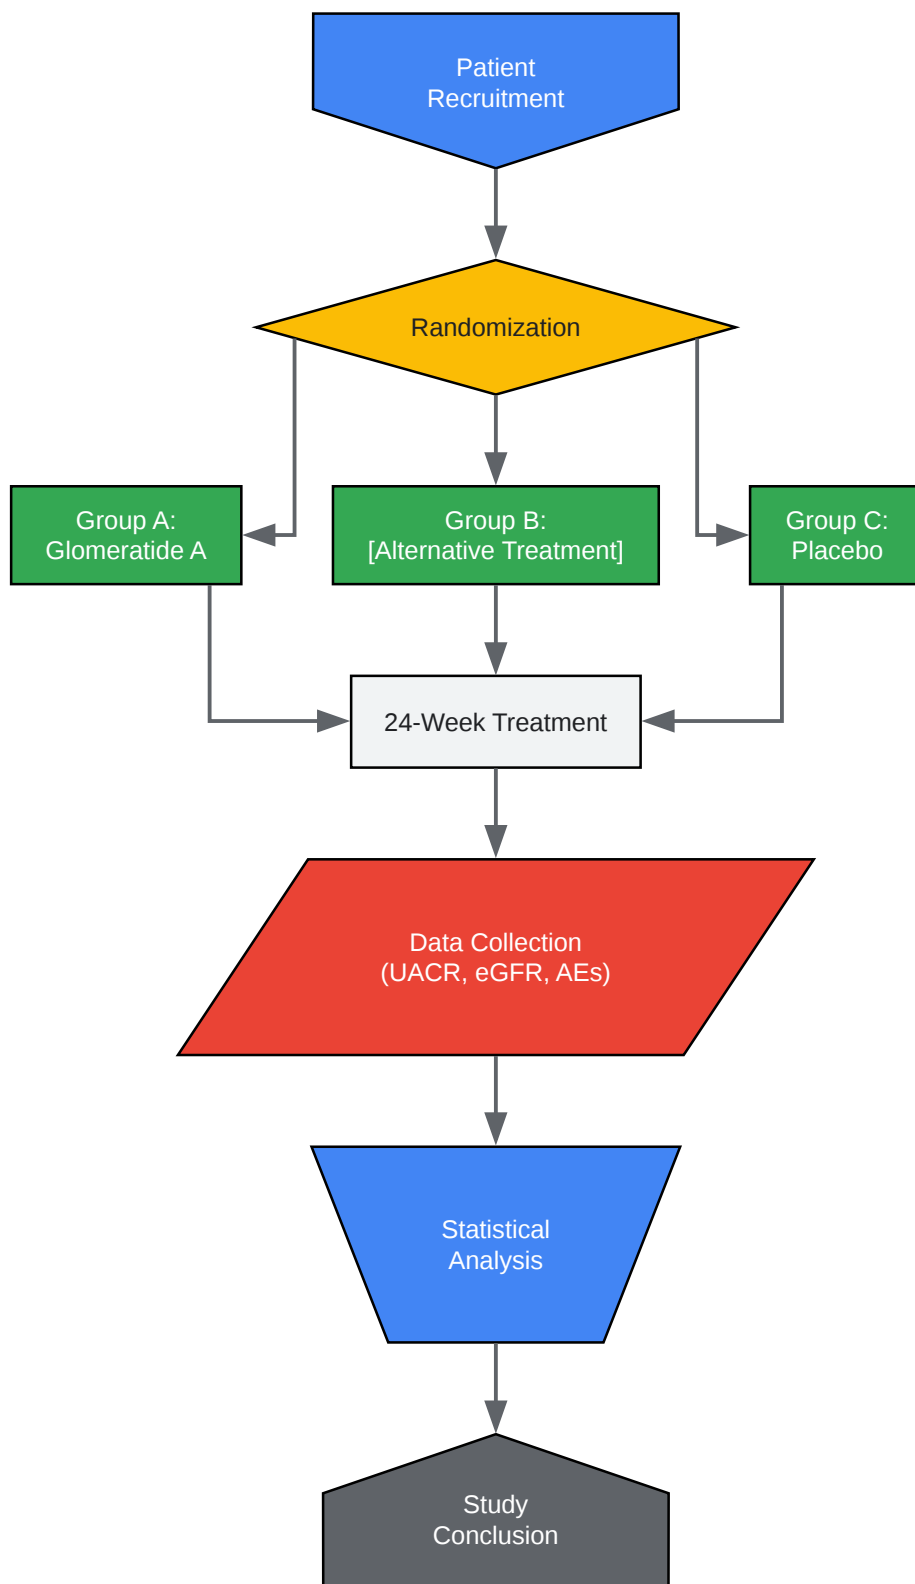 Patient
Recruitment
Randomization
Group A:
Glomeratide A
Group B:
[Alternative Treatment]
Group C:
Placebo
24-Week Treatment
Data Collection
(UACR, eGFR, AEs)
Statistical
Analysis
Study
Conclusion